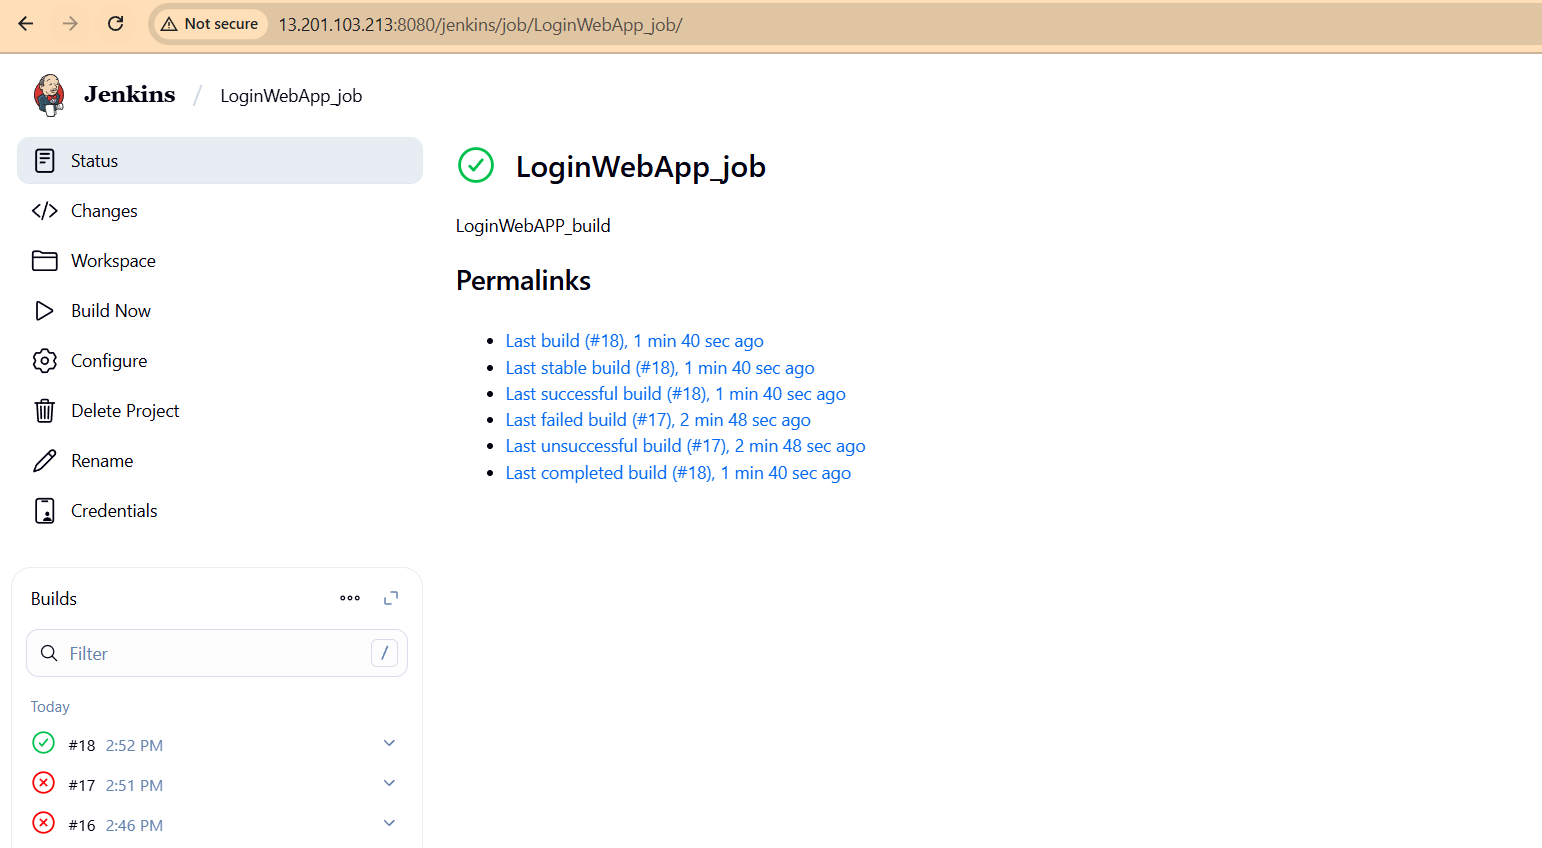 Not secure 13.201.103.213:8080/jenkins/job/LoginWebApp_job/
Jenkins / LoginWebApp_job
Status
Changes
Workspace
Build Now
Configure
Delete Project
Rename
Credentials
Builds
Filter /
Today
#18 2:52 PM
#17 2:51 PM
#16 2:46 PM
LoginWebApp_job
LoginWebAPP_build
Permalinks
Last build (#18), 1 min 40 sec ago
Last stable build (#18), 1 min 40 sec ago
Last successful build (#18), 1 min 40 sec ago
Last failed build (#17), 2 min 48 sec ago
Last unsuccessful build (#17), 2 min 48 sec ago
Last completed build (#18), 1 min 40 sec ago